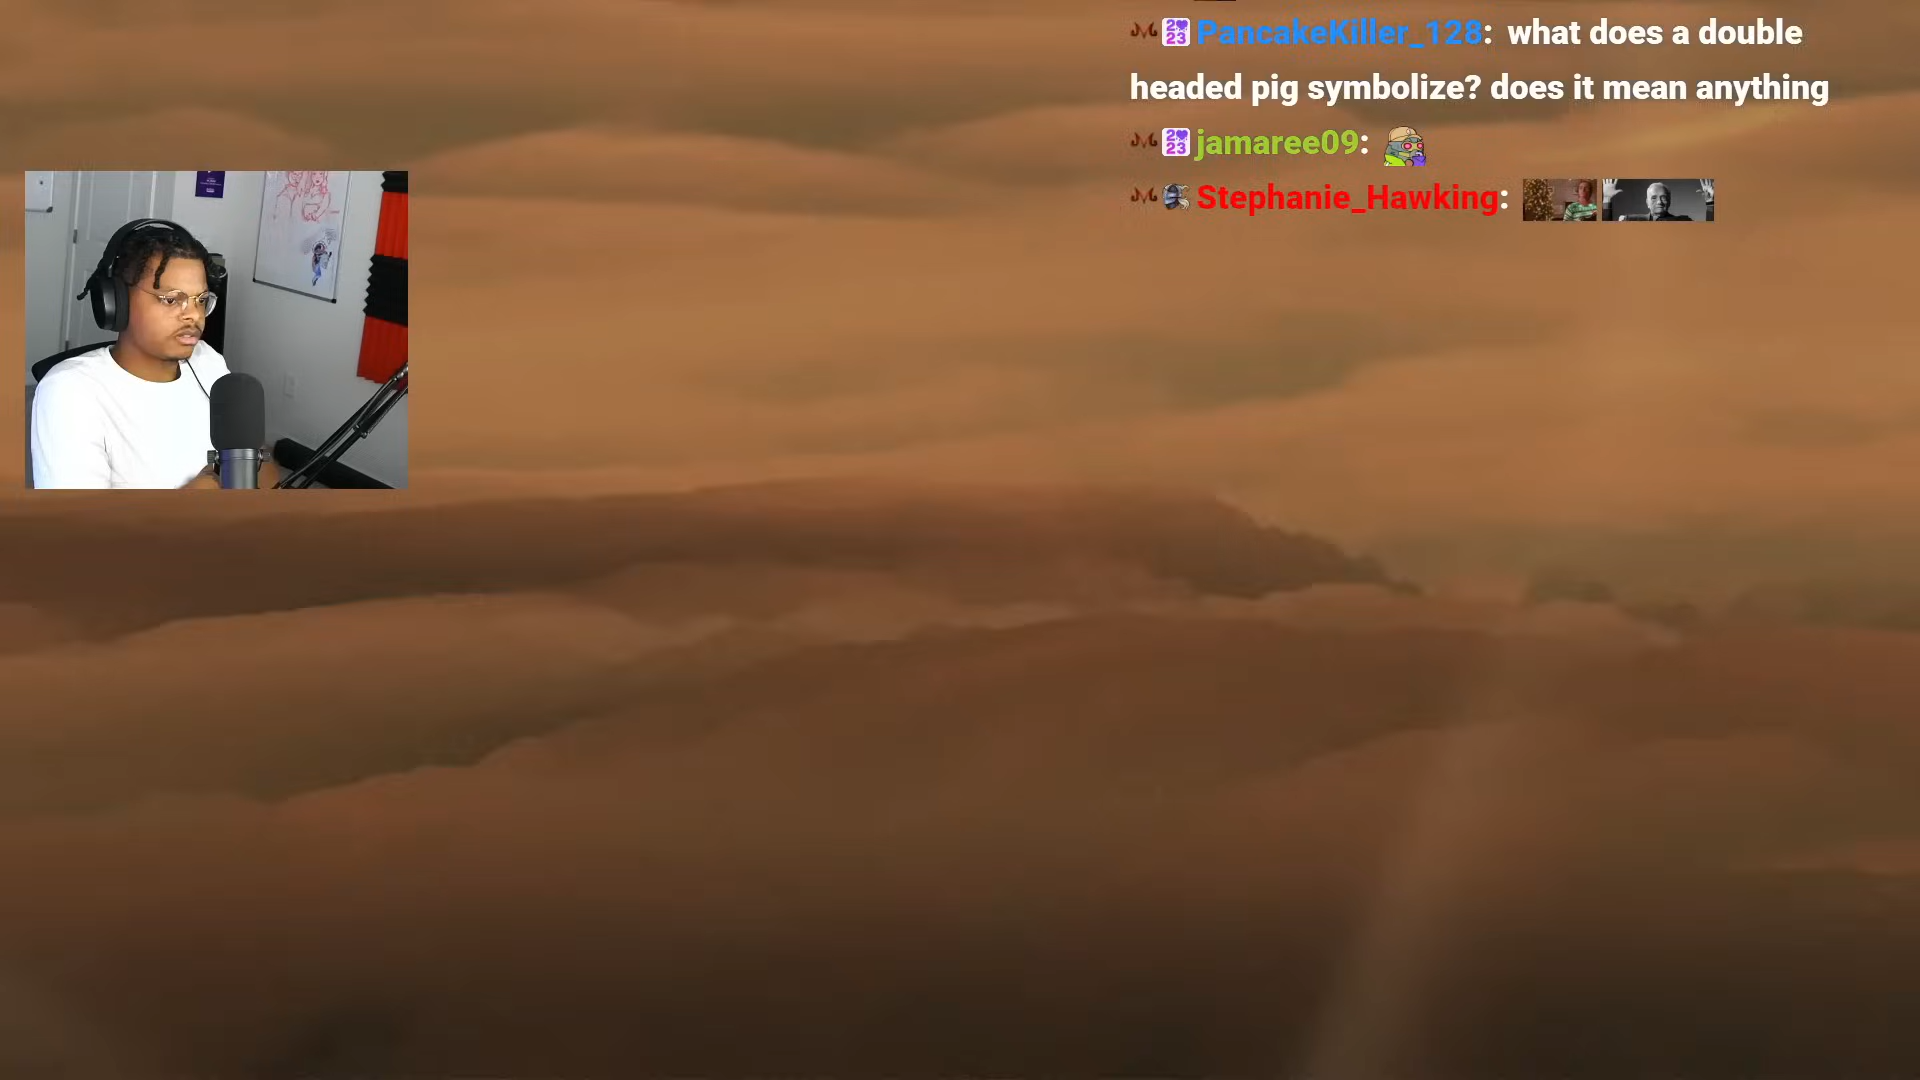 PancakeKiller_128: what does a double
headed pig symbolize? does it mean anything
jamaree09:
Stephanie_Hawking: